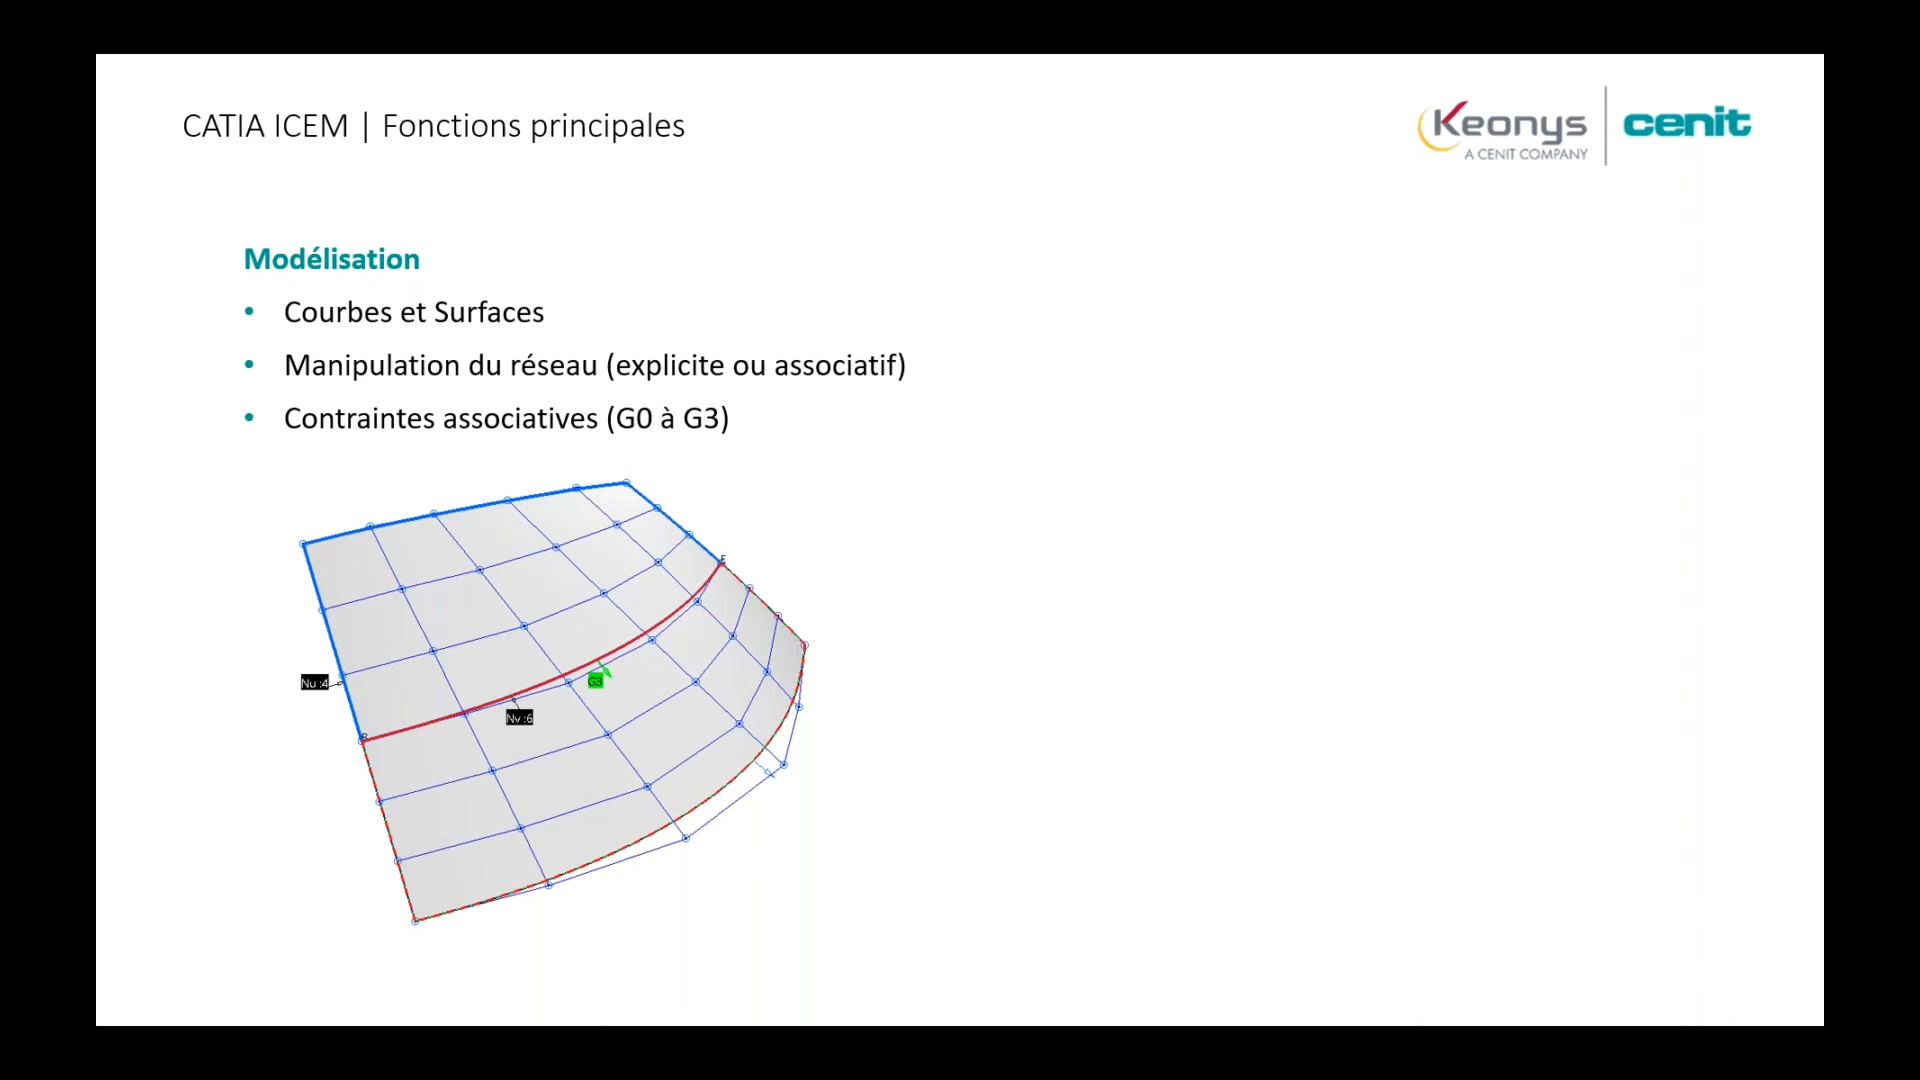 CATIA ICEM | Fonctions principales
Keonys
A CENIT COMPANY
cenit
Modélisation
• Courbes et Surfaces
• Manipulation du réseau (explicite ou associatif)
• Contraintes associatives (G0 à G3)
Nu :4
G3
Nv :6